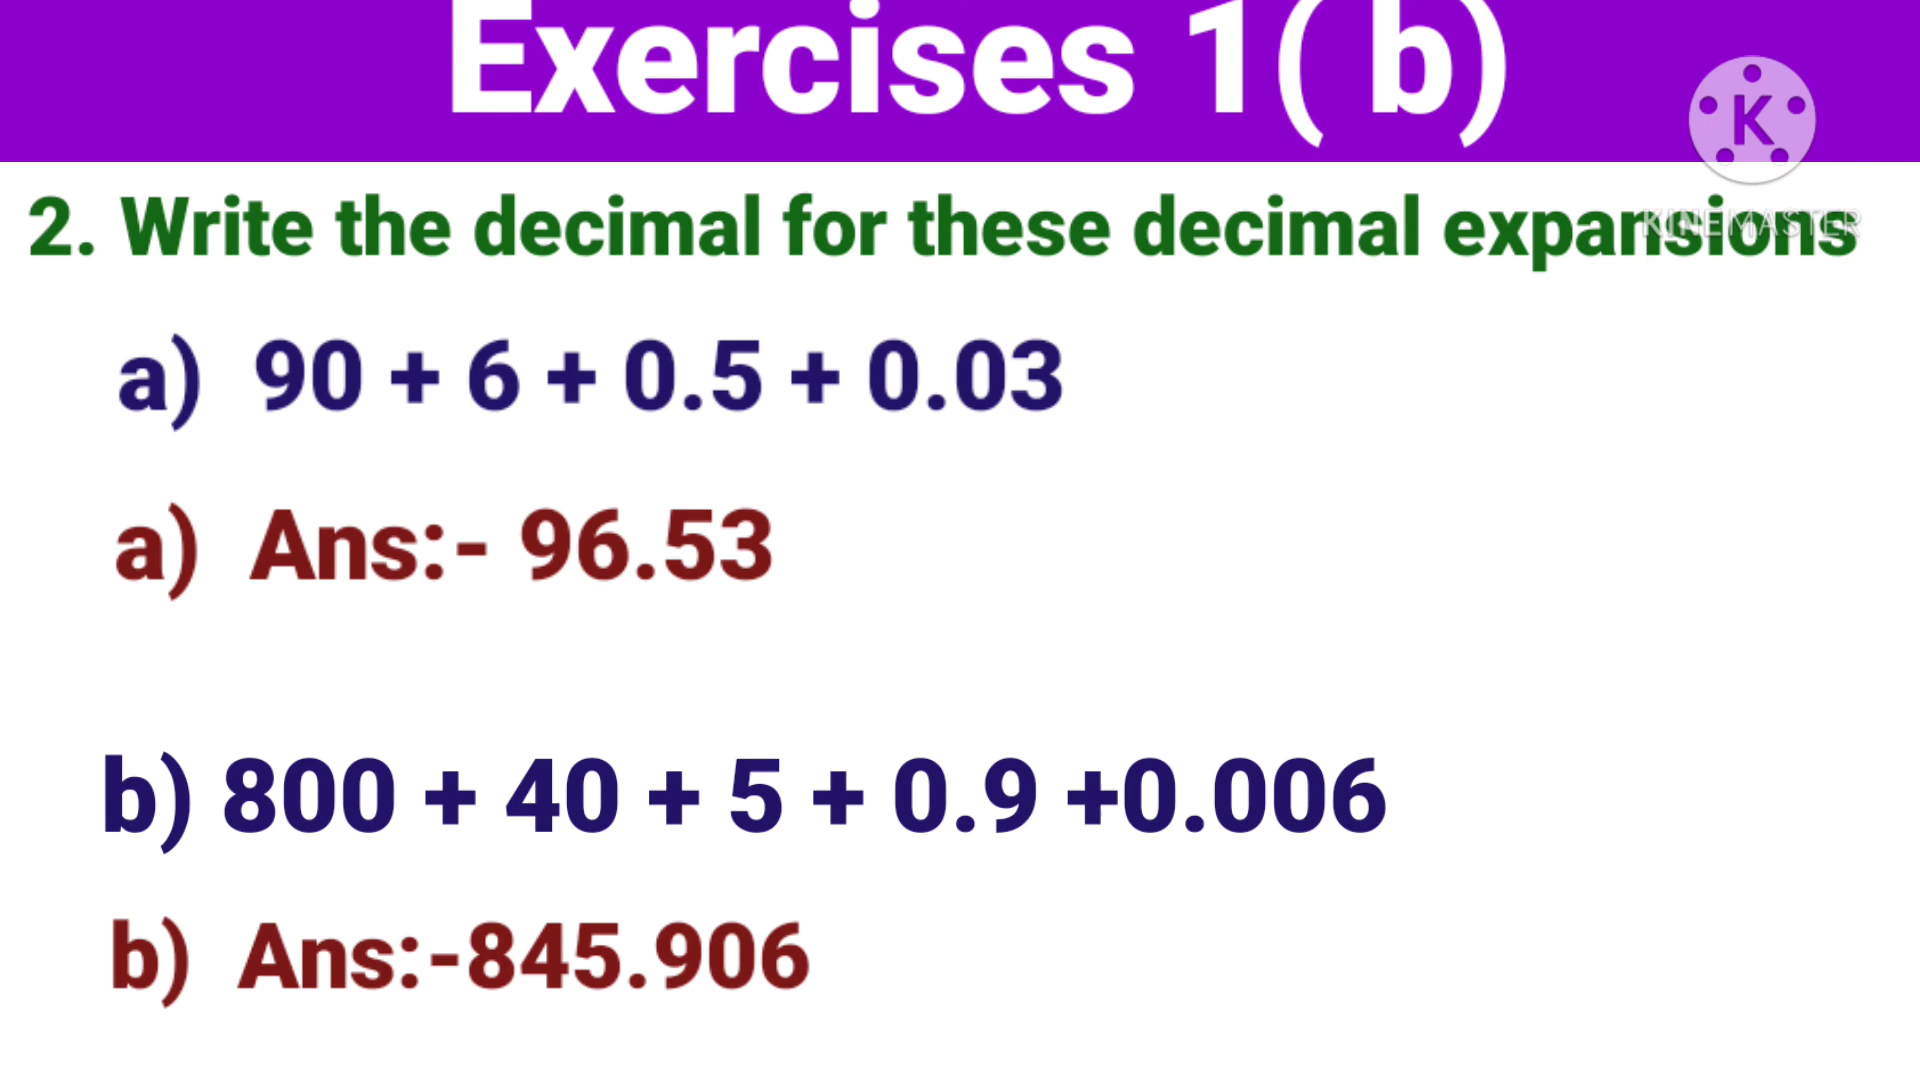 Exercises 1( b)
K
KINEMASTER
2. Write the decimal for these decimal expansions
a) 90 + 6 + 0.5 + 0.03
a) Ans:- 96.53
b) 800 + 40 + 5 + 0.9 +0.006
b) Ans:-845.906